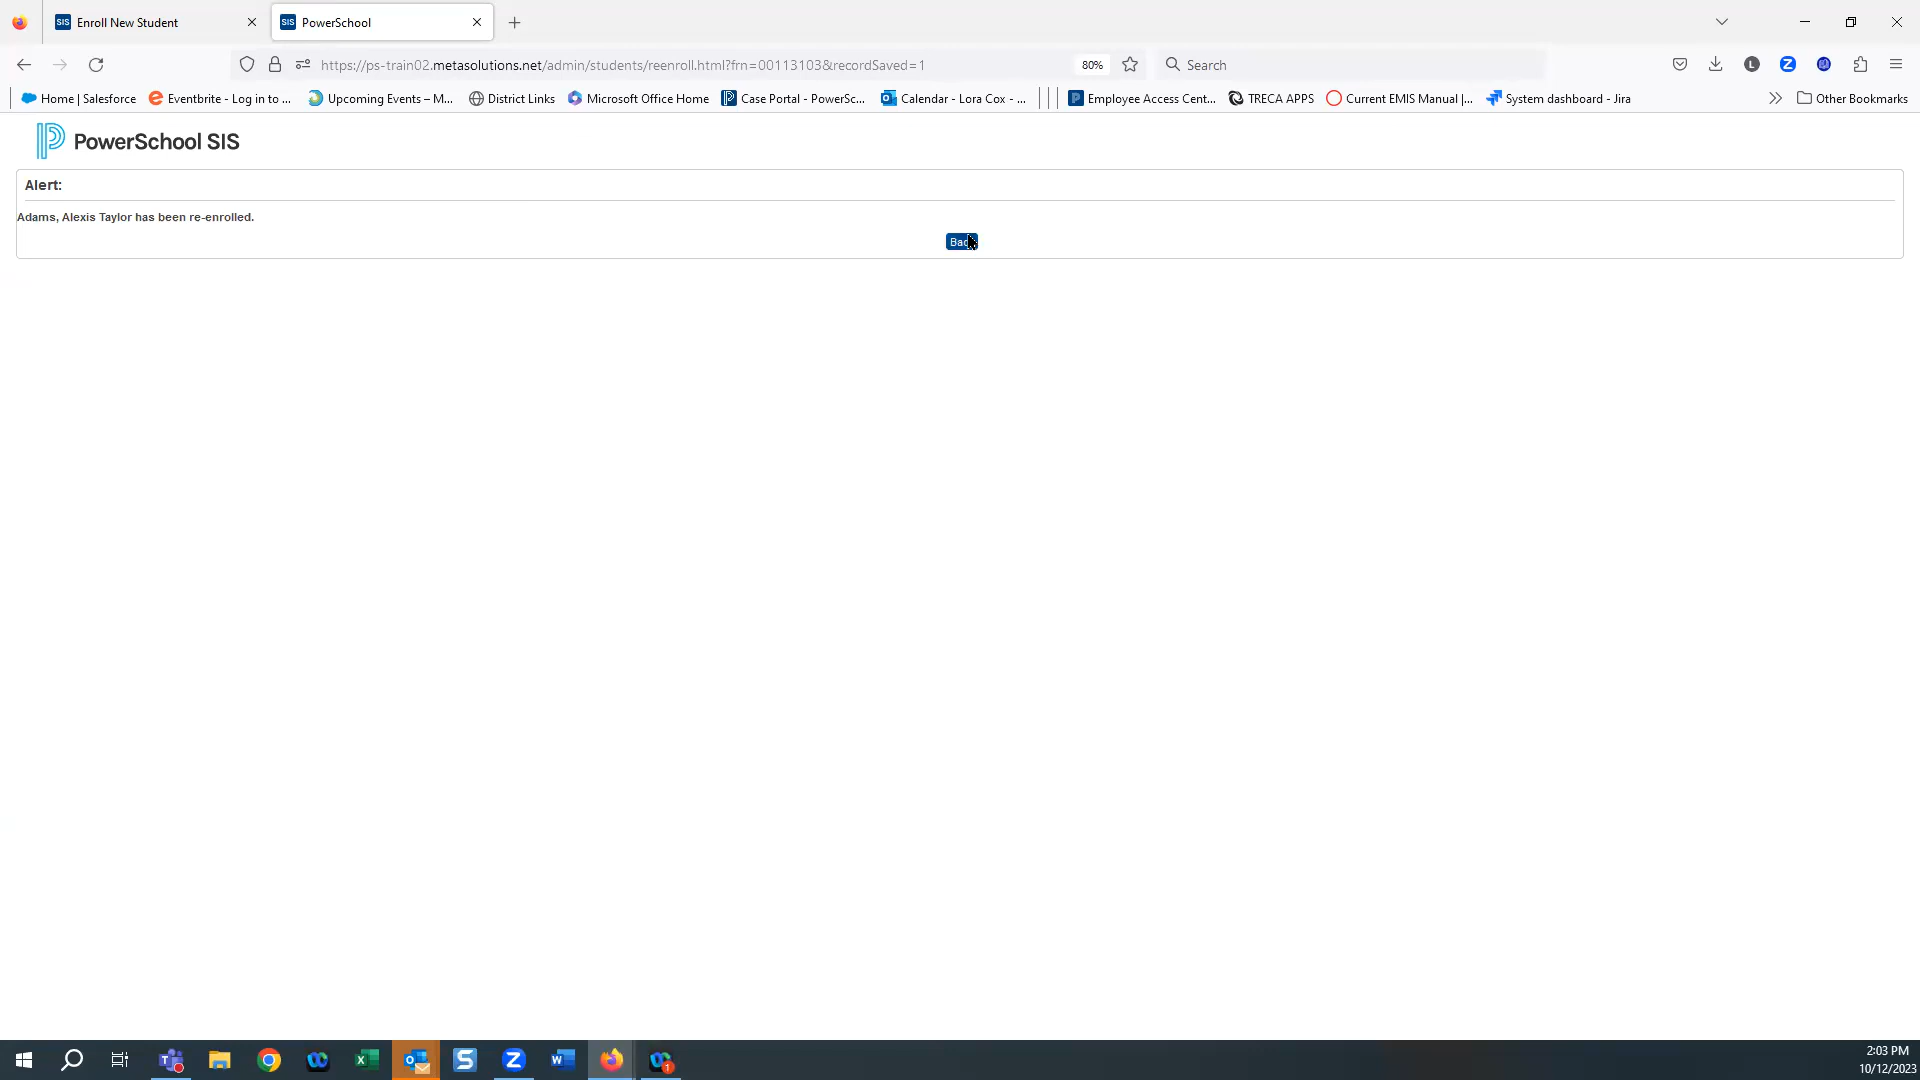 Enroll New Student
PowerSchool
https://ps-train02.metasolutions.net/admin/students/reenroll.html?frn=00113103&recordSaved=1
80%
Search
Home | Salesforce
Eventbrite - Log in to ...
Upcoming Events – M...
District Links
Microsoft Office Home
Case Portal - PowerSc...
Calendar - Lora Cox - ...
Employee Access Cent...
TRECA APPS
Current EMIS Manual |...
System dashboard - Jira
Other Bookmarks
PowerSchool SIS
Alert:
Adams, Alexis Taylor has been re-enrolled.
2:03 PM
10/12/2023